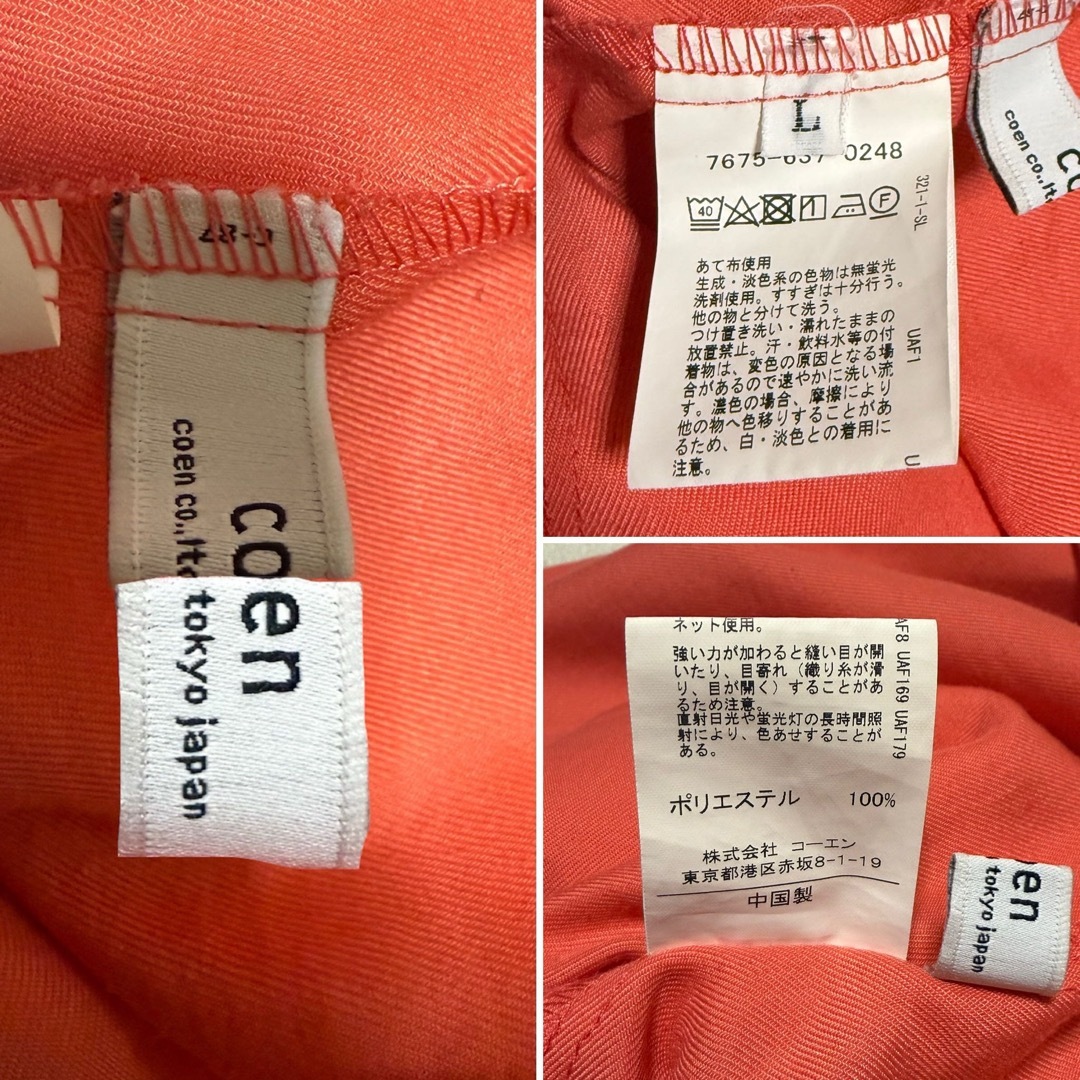 coen
coen co.,ltd
tokyo japan
L
7675-637-0248
40
F
321-1-SL
あて布使用
生成・淡色系の色物は無蛍光
洗剤使用。すすぎは十分行う。
他の物と分けて洗う。
つけ置き洗い・濡れたままの
放置禁止。汗・飲料水等の付
着物は、変色の原因となる場
合があるので速やかに洗い流
す。濃色の場合、摩擦により
他の物へ色移りすることがあ
るため、白・淡色との着用に
注意。
UAF1
U
coen co.,lt
co
ネット使用。
強い力が加わると縫い目が開
いたり、目寄れ（織り糸が滑
り、目が開く）することがあ
るため注意。
直射日光や蛍光灯の長時間照
射により、色あせすることが
ある。
AF8 UAF169 UAF179
ポリエステル 100%
株式会社 コーエン
東京都港区赤坂8-1-19
中国製
oen
tokyo japan